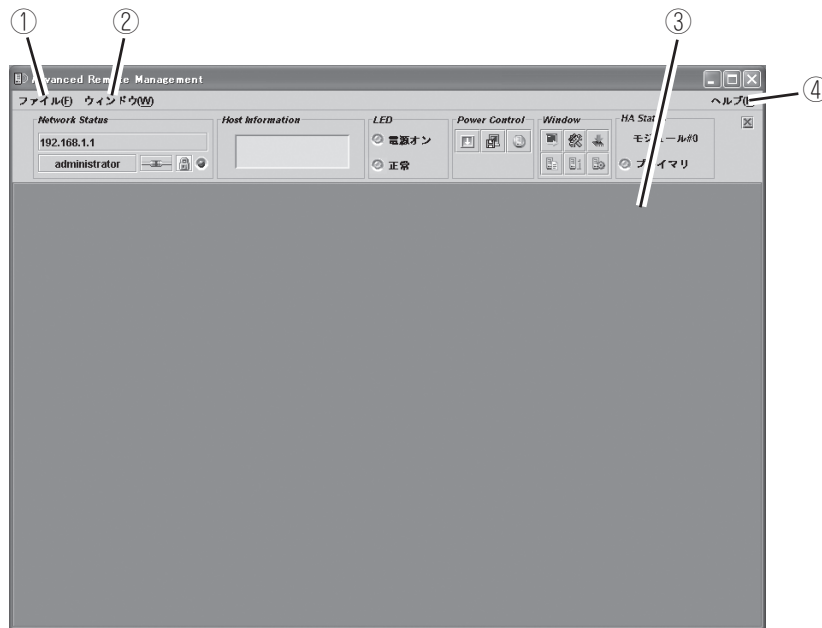 ① ② ③
Advanced Remote Management
ファイル(F) ウィンドウ(W) ヘルプ(H) ④
Network Status Host Information LED Power Control Window HA Status
192.168.1.1 電源オン モジュール#0
administrator 正常 プライマリ